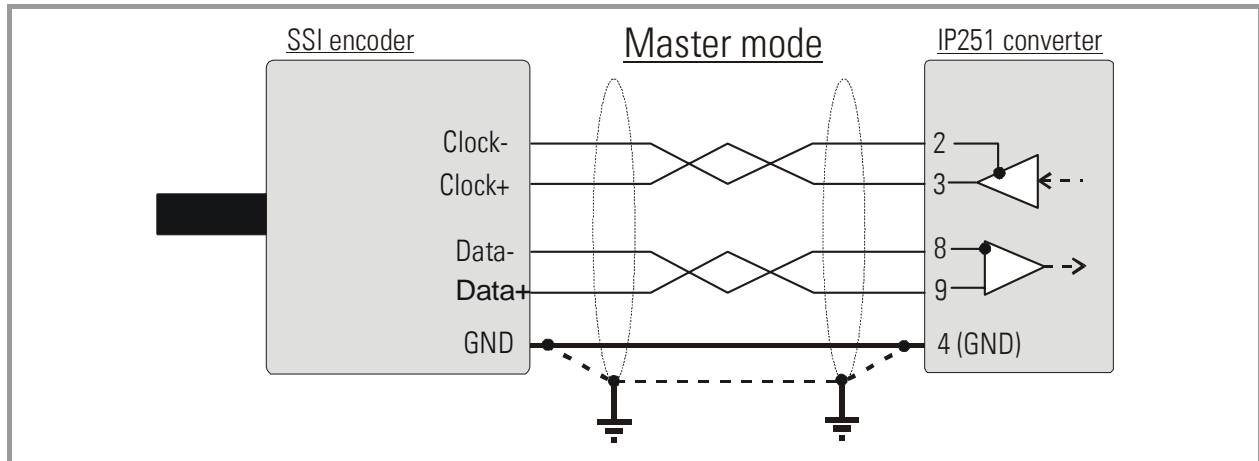 SSI encoder
Master mode
IP251 converter
Clock-
2
Clock+
3
Data-
8
Data+
9
GND
4 (GND)